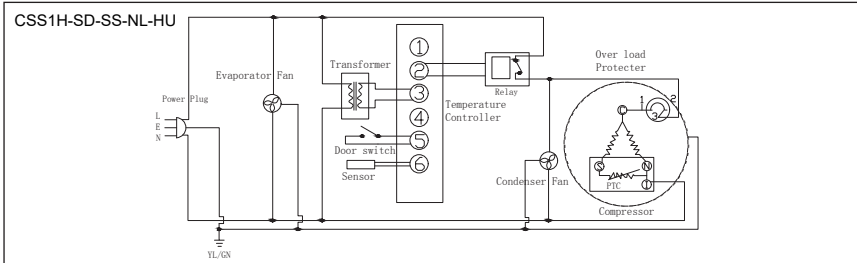 CSS1H-SD-SS-NL-HU
Over load
Protecter
Transformer
Evaporator Fan
Power Plug
L
E
N
1
2
3
4
5
6
Relay
Temperature
Controller
Door switch
Sensor
Condenser Fan
C
1
2
3
S
N
PTC
Compressor
YL/GN